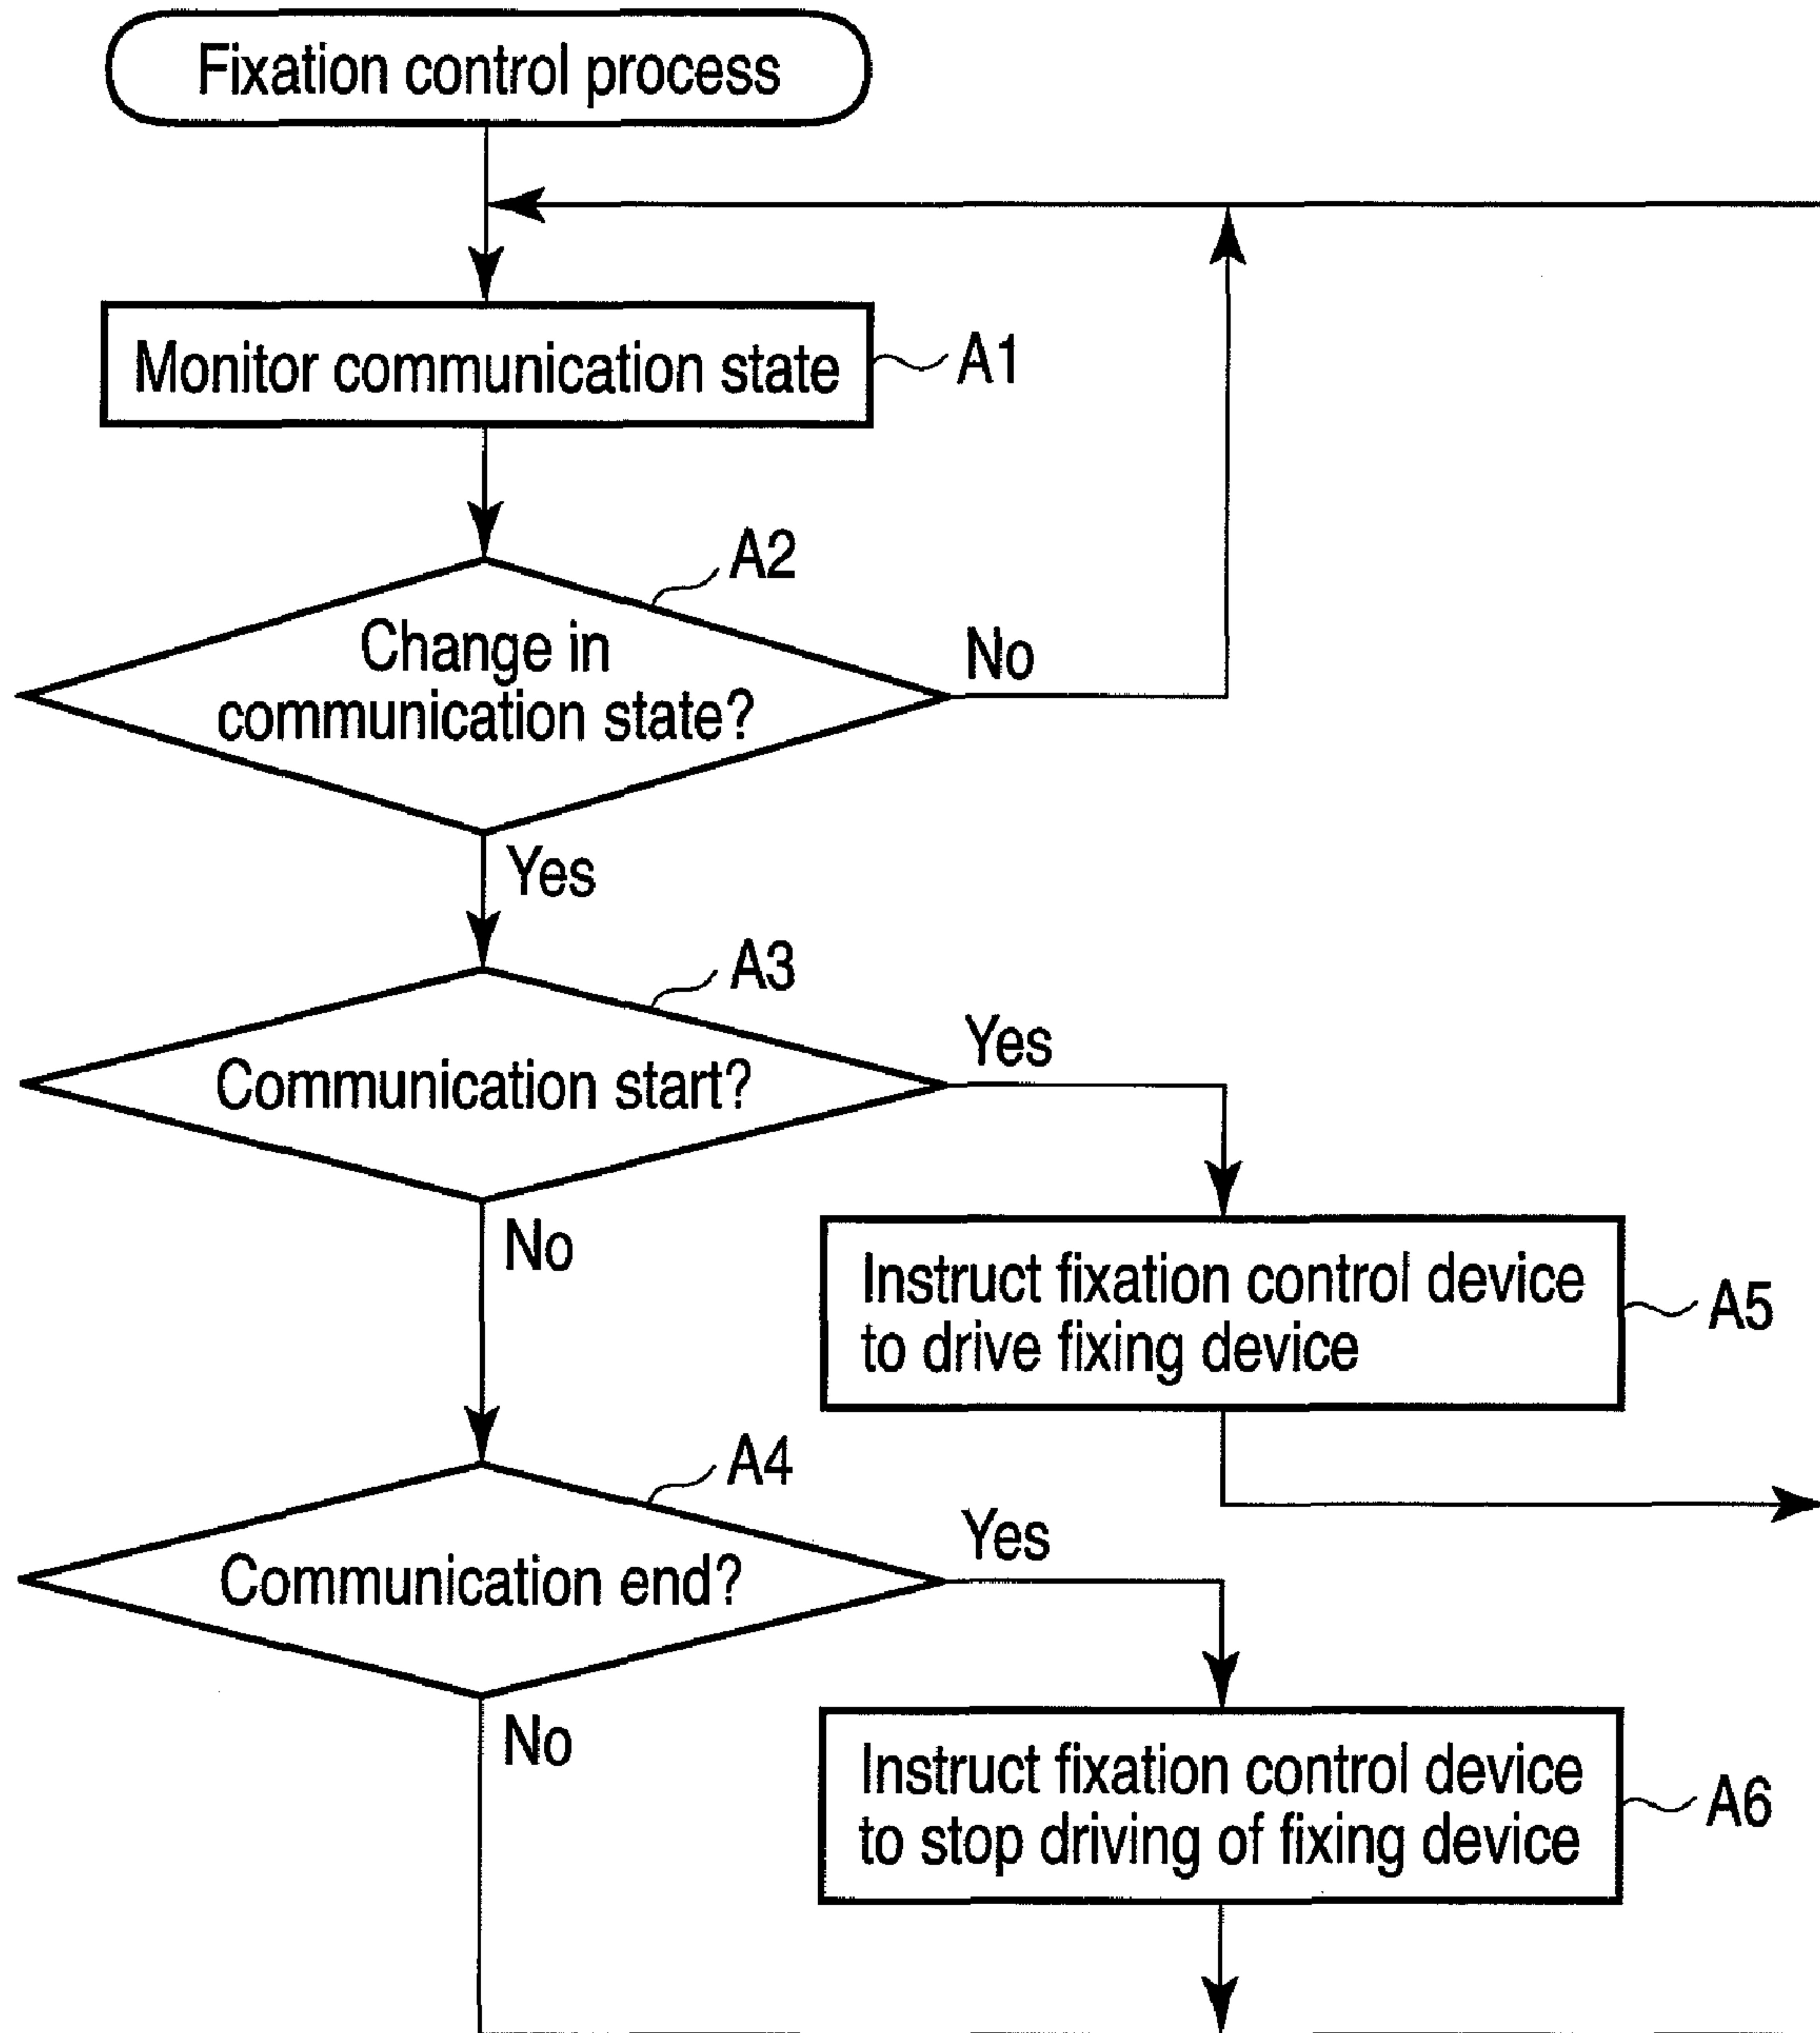 Fixation control process
Monitor communication state
A1
A2
Change in
communication state?
No
Yes
A3
Communication start?
Yes
No
Instruct fixation control device
to drive fixing device
A5
A4
Communication end?
Yes
No
Instruct fixation control device
to stop driving of fixing device
A6